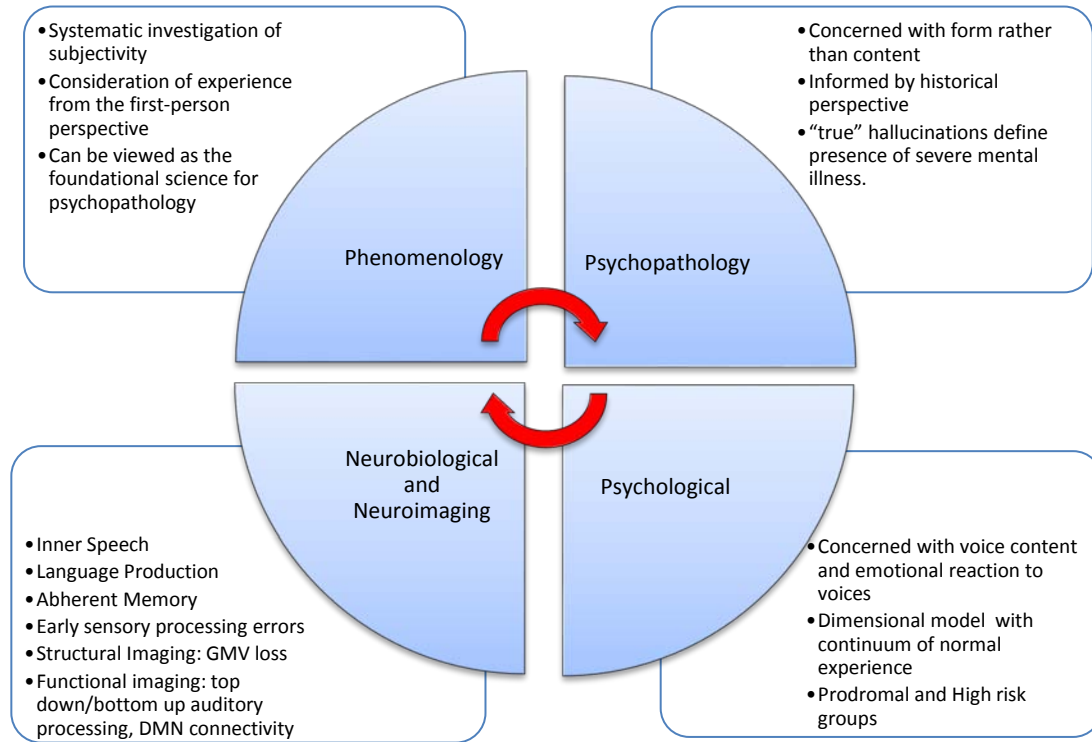 •Systematic investigation of
subjectivity
•Consideration of experience
from the first-person
perspective
•Can be viewed as the
foundational science for
psychopathology
•Concerned with form rather
than content
•Informed by historical
perspective
•“true” hallucinations define
presence of severe mental
illness.
Phenomenology
Psychopathology
Neurobiological
and
Neuroimaging
Psychological
•Inner Speech
•Language Production
•Abherent Memory
•Early sensory processing errors
•Structural Imaging: GMV loss
•Functional imaging: top
down/bottom up auditory
processing, DMN connectivity
•Concerned with voice content
and emotional reaction to
voices
•Dimensional model with
continuum of normal
experience
•Prodromal and High risk
groups